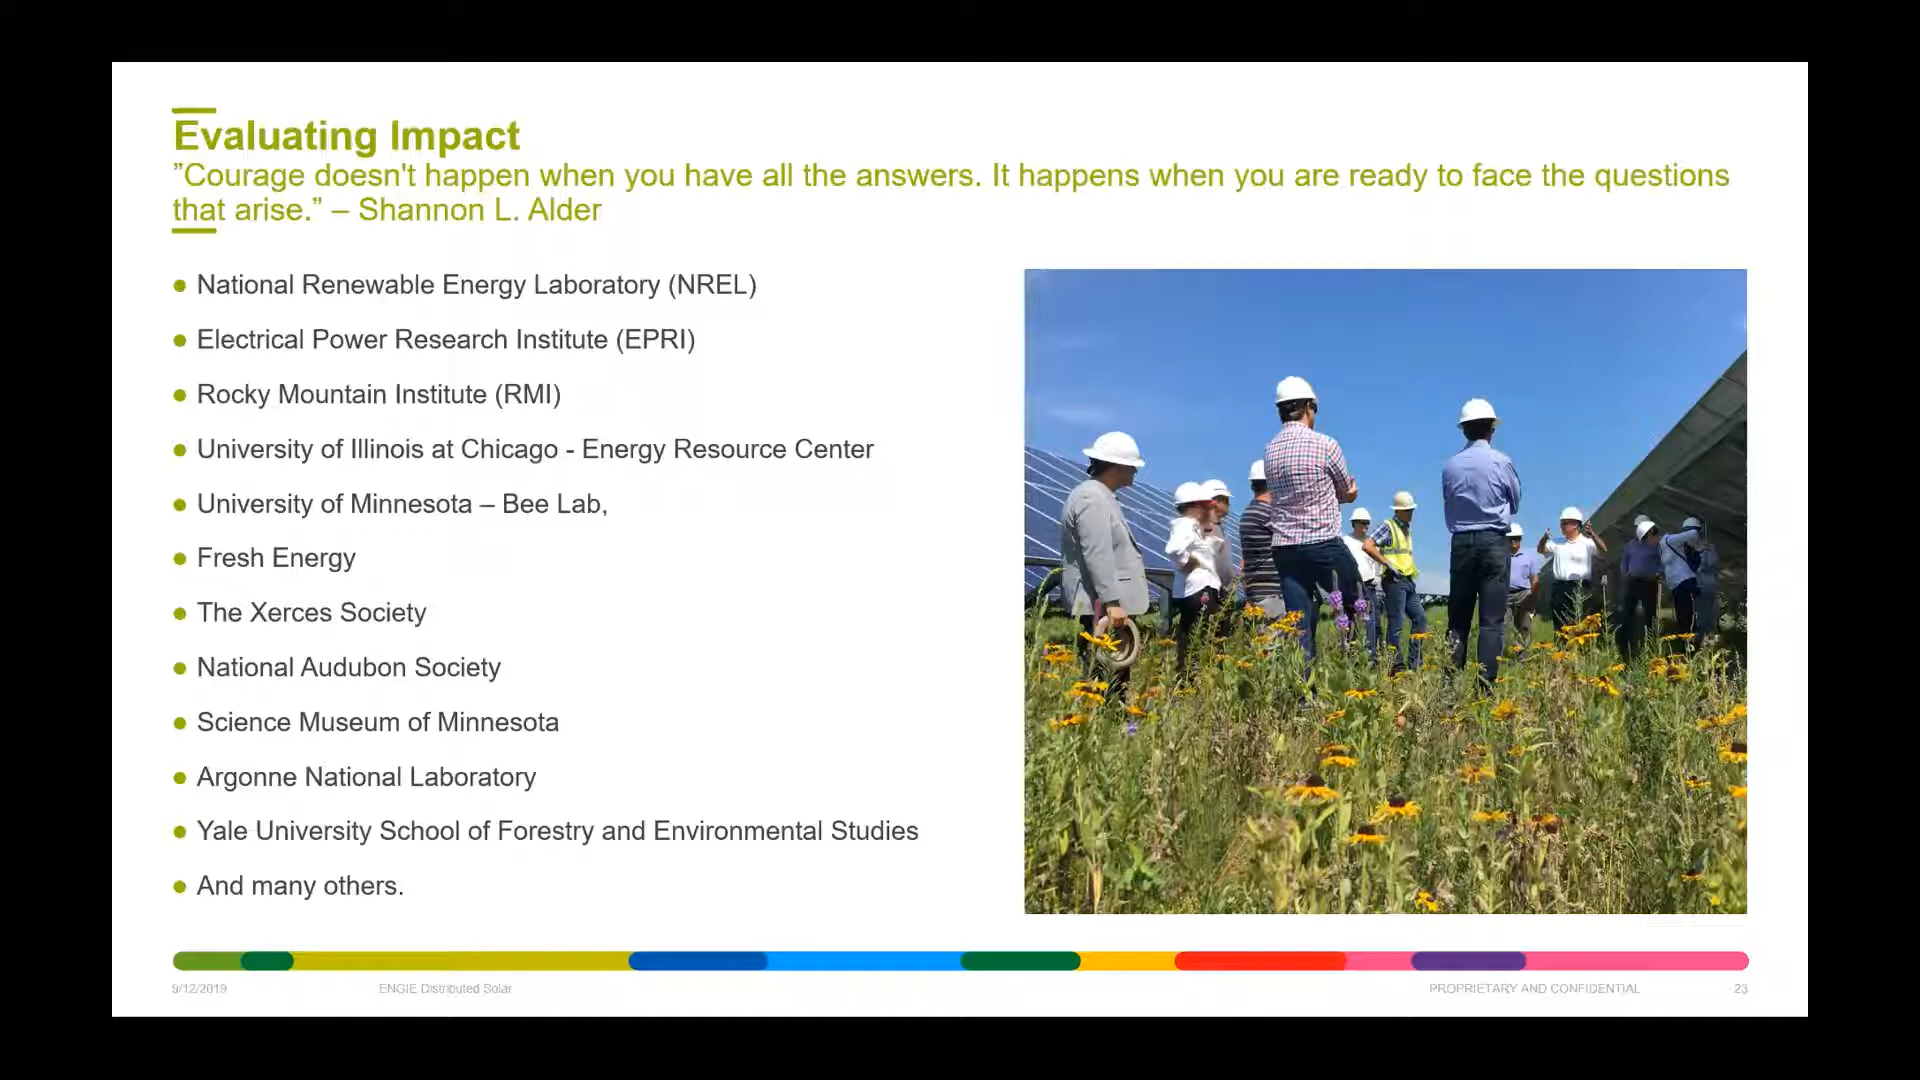 Evaluating Impact
”Courage doesn't happen when you have all the answers. It happens when you are ready to face the questions
that arise.” – Shannon L. Alder
● National Renewable Energy Laboratory (NREL)
● Electrical Power Research Institute (EPRI)
● Rocky Mountain Institute (RMI)
● University of Illinois at Chicago - Energy Resource Center
● University of Minnesota – Bee Lab,
● Fresh Energy
● The Xerces Society
● National Audubon Society
● Science Museum of Minnesota
● Argonne National Laboratory
● Yale University School of Forestry and Environmental Studies
● And many others.
9/12/2019 ENGIE Distributed Solar PROPRIETARY AND CONFIDENTIAL 23